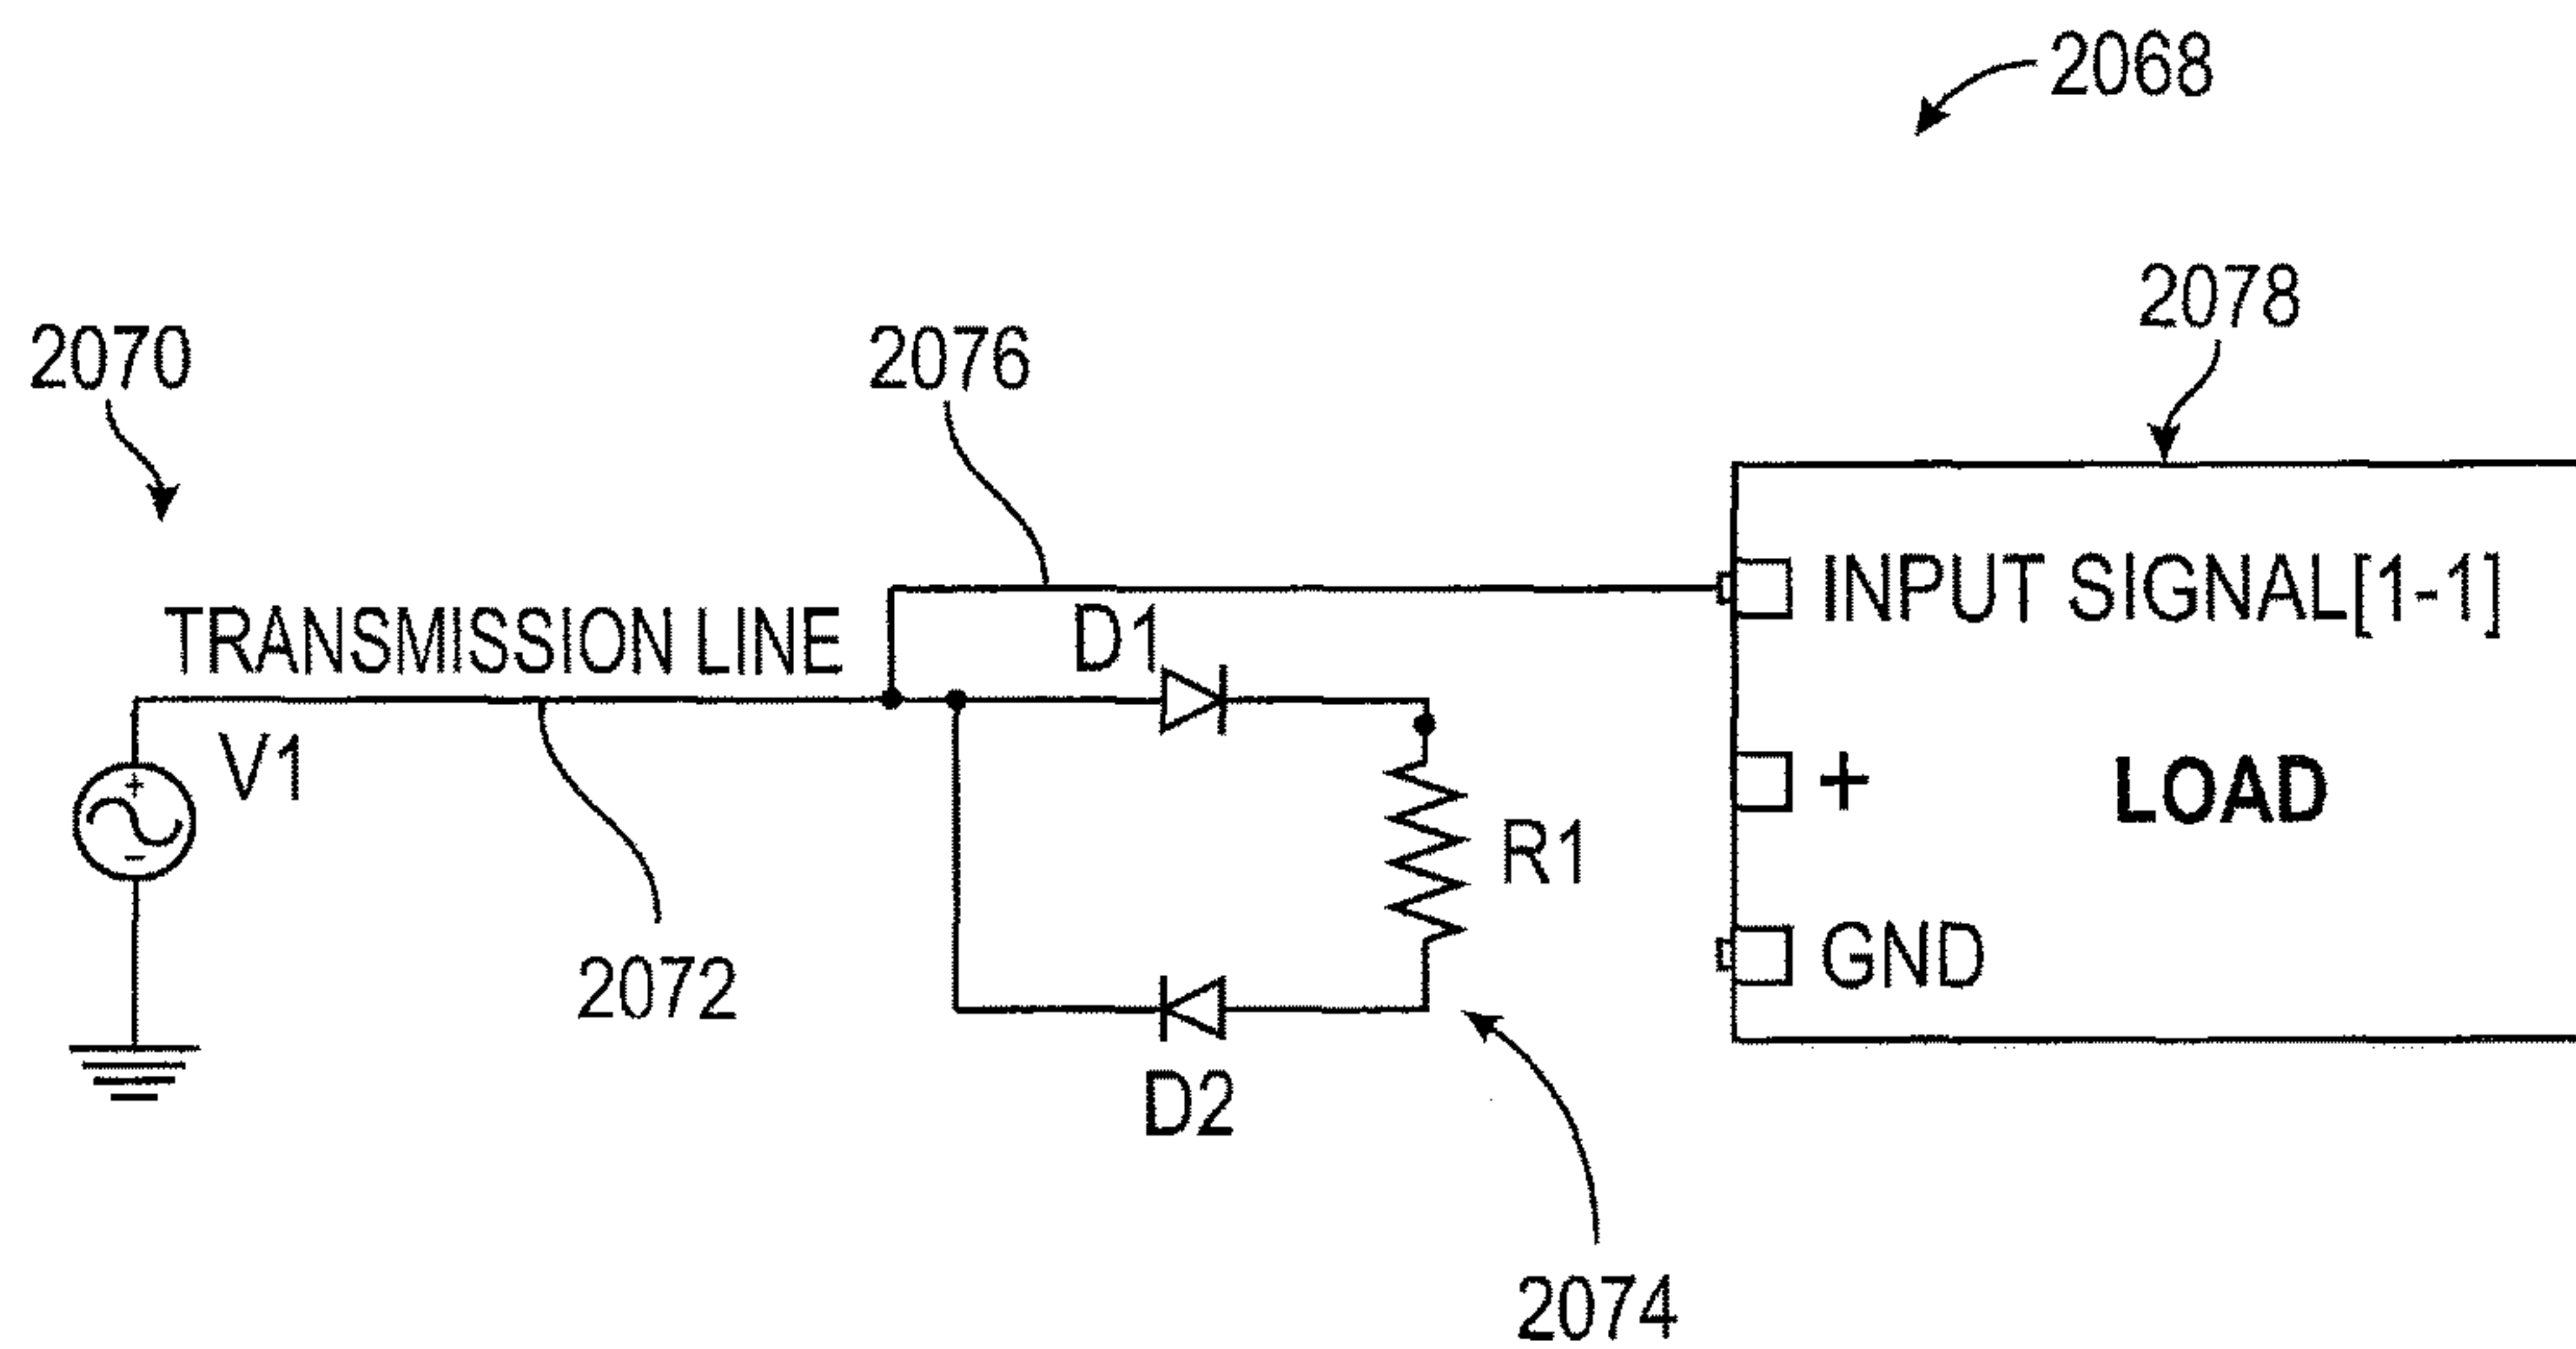 2068
2078
2070
2076
TRANSMISSION LINE
D1
INPUT SIGNAL[1-1]
V1
+
-
+
LOAD
R1
GND
2072
D2
2074